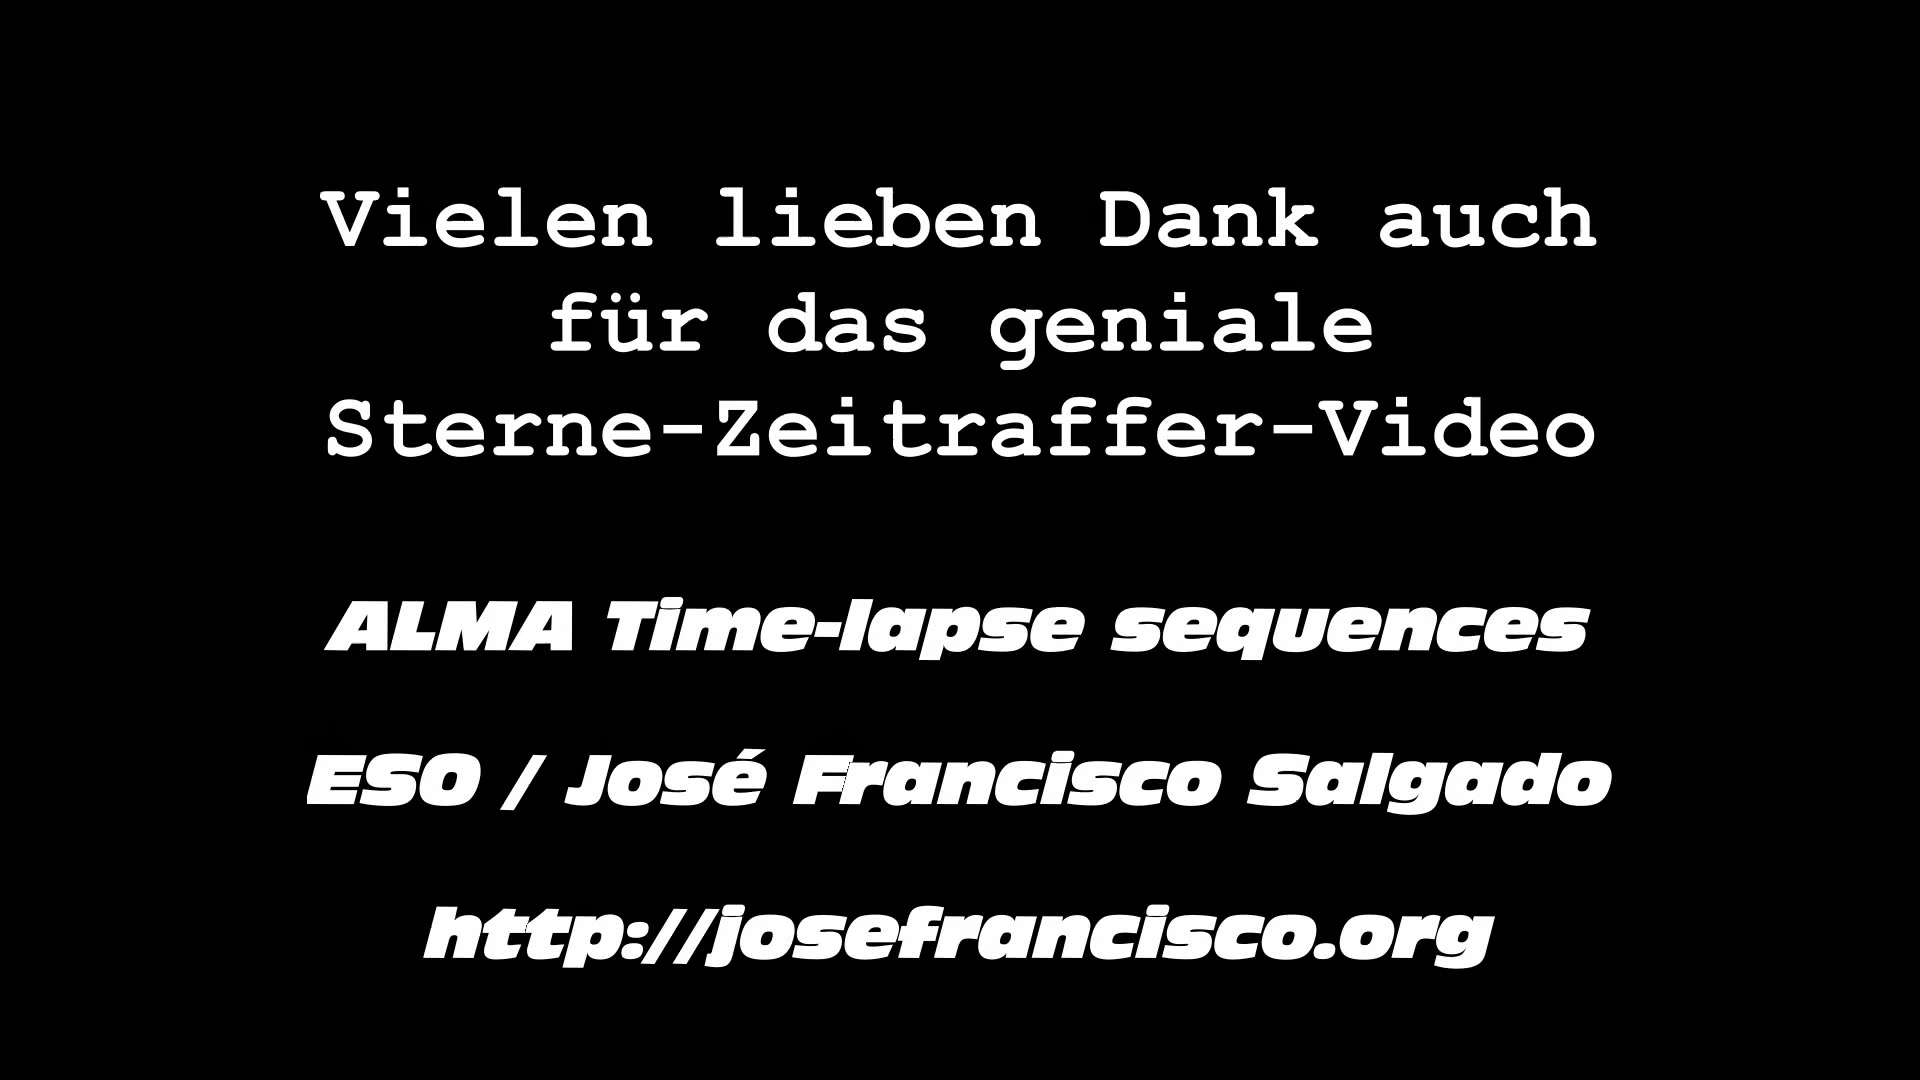 Vielen lieben Dank auch
für das geniale
Sterne-Zeitraffer-Video
ALMA Time-lapse sequences
ESO / José Francisco Salgado
http://josefrancisco.org